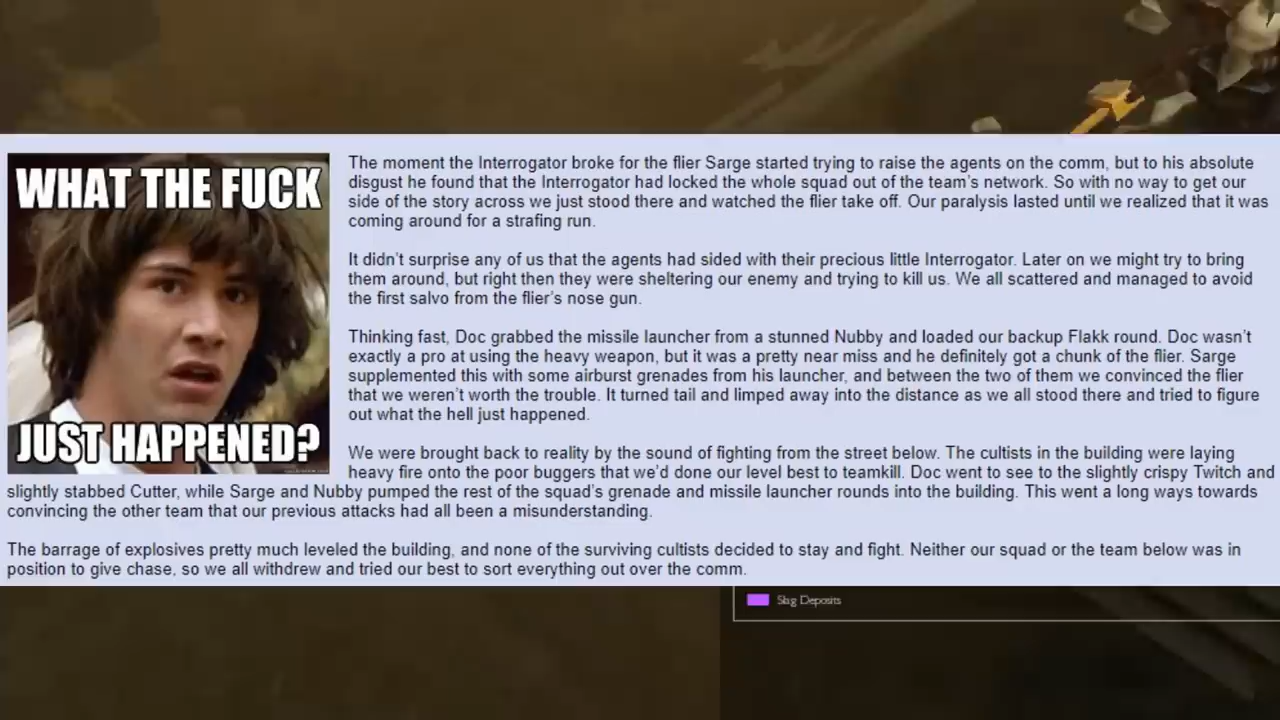 WHAT THE FUCK
JUST HAPPENED?
The moment the Interrogator broke for the flier Sarge started trying to raise the agents on the comm, but to his absolute
disgust he found that the Interrogator had locked the whole squad out of the team's network. So with no way to get our
side of the story across we just stood there and watched the flier take off. Our paralysis lasted until we realized that it was
coming around for a strafing run.
It didn't surprise any of us that the agents had sided with their precious little Interrogator. Later on we might try to bring
them around, but right then they were sheltering our enemy and trying to kill us. We all scattered and managed to avoid
the first salvo from the flier's nose gun.
Thinking fast, Doc grabbed the missile launcher from a stunned Nubby and loaded our backup Flakk round. Doc wasn't
exactly a pro at using the heavy weapon, but it was a pretty near miss and he definitely got a chunk of the flier. Sarge
supplemented this with some airburst grenades from his launcher, and between the two of them we convinced the flier
that we weren't worth the trouble. It turned tail and limped away into the distance as we all stood there and tried to figure
out what the hell just happened.
We were brought back to reality by the sound of fighting from the street below. The cultists in the building were laying
heavy fire onto the poor buggers that we'd done our level best to teamkill. Doc went to see to the slightly crispy Twitch and
slightly stabbed Cutter, while Sarge and Nubby pumped the rest of the squad's grenade and missile launcher rounds into the building. This went a long ways towards
convincing the other team that our previous attacks had all been a misunderstanding.
The barrage of explosives pretty much leveled the building, and none of the surviving cultists decided to stay and fight. Neither our squad or the team below was in
position to give chase, so we all withdrew and tried our best to sort everything out over the comm.
Slag Deposits